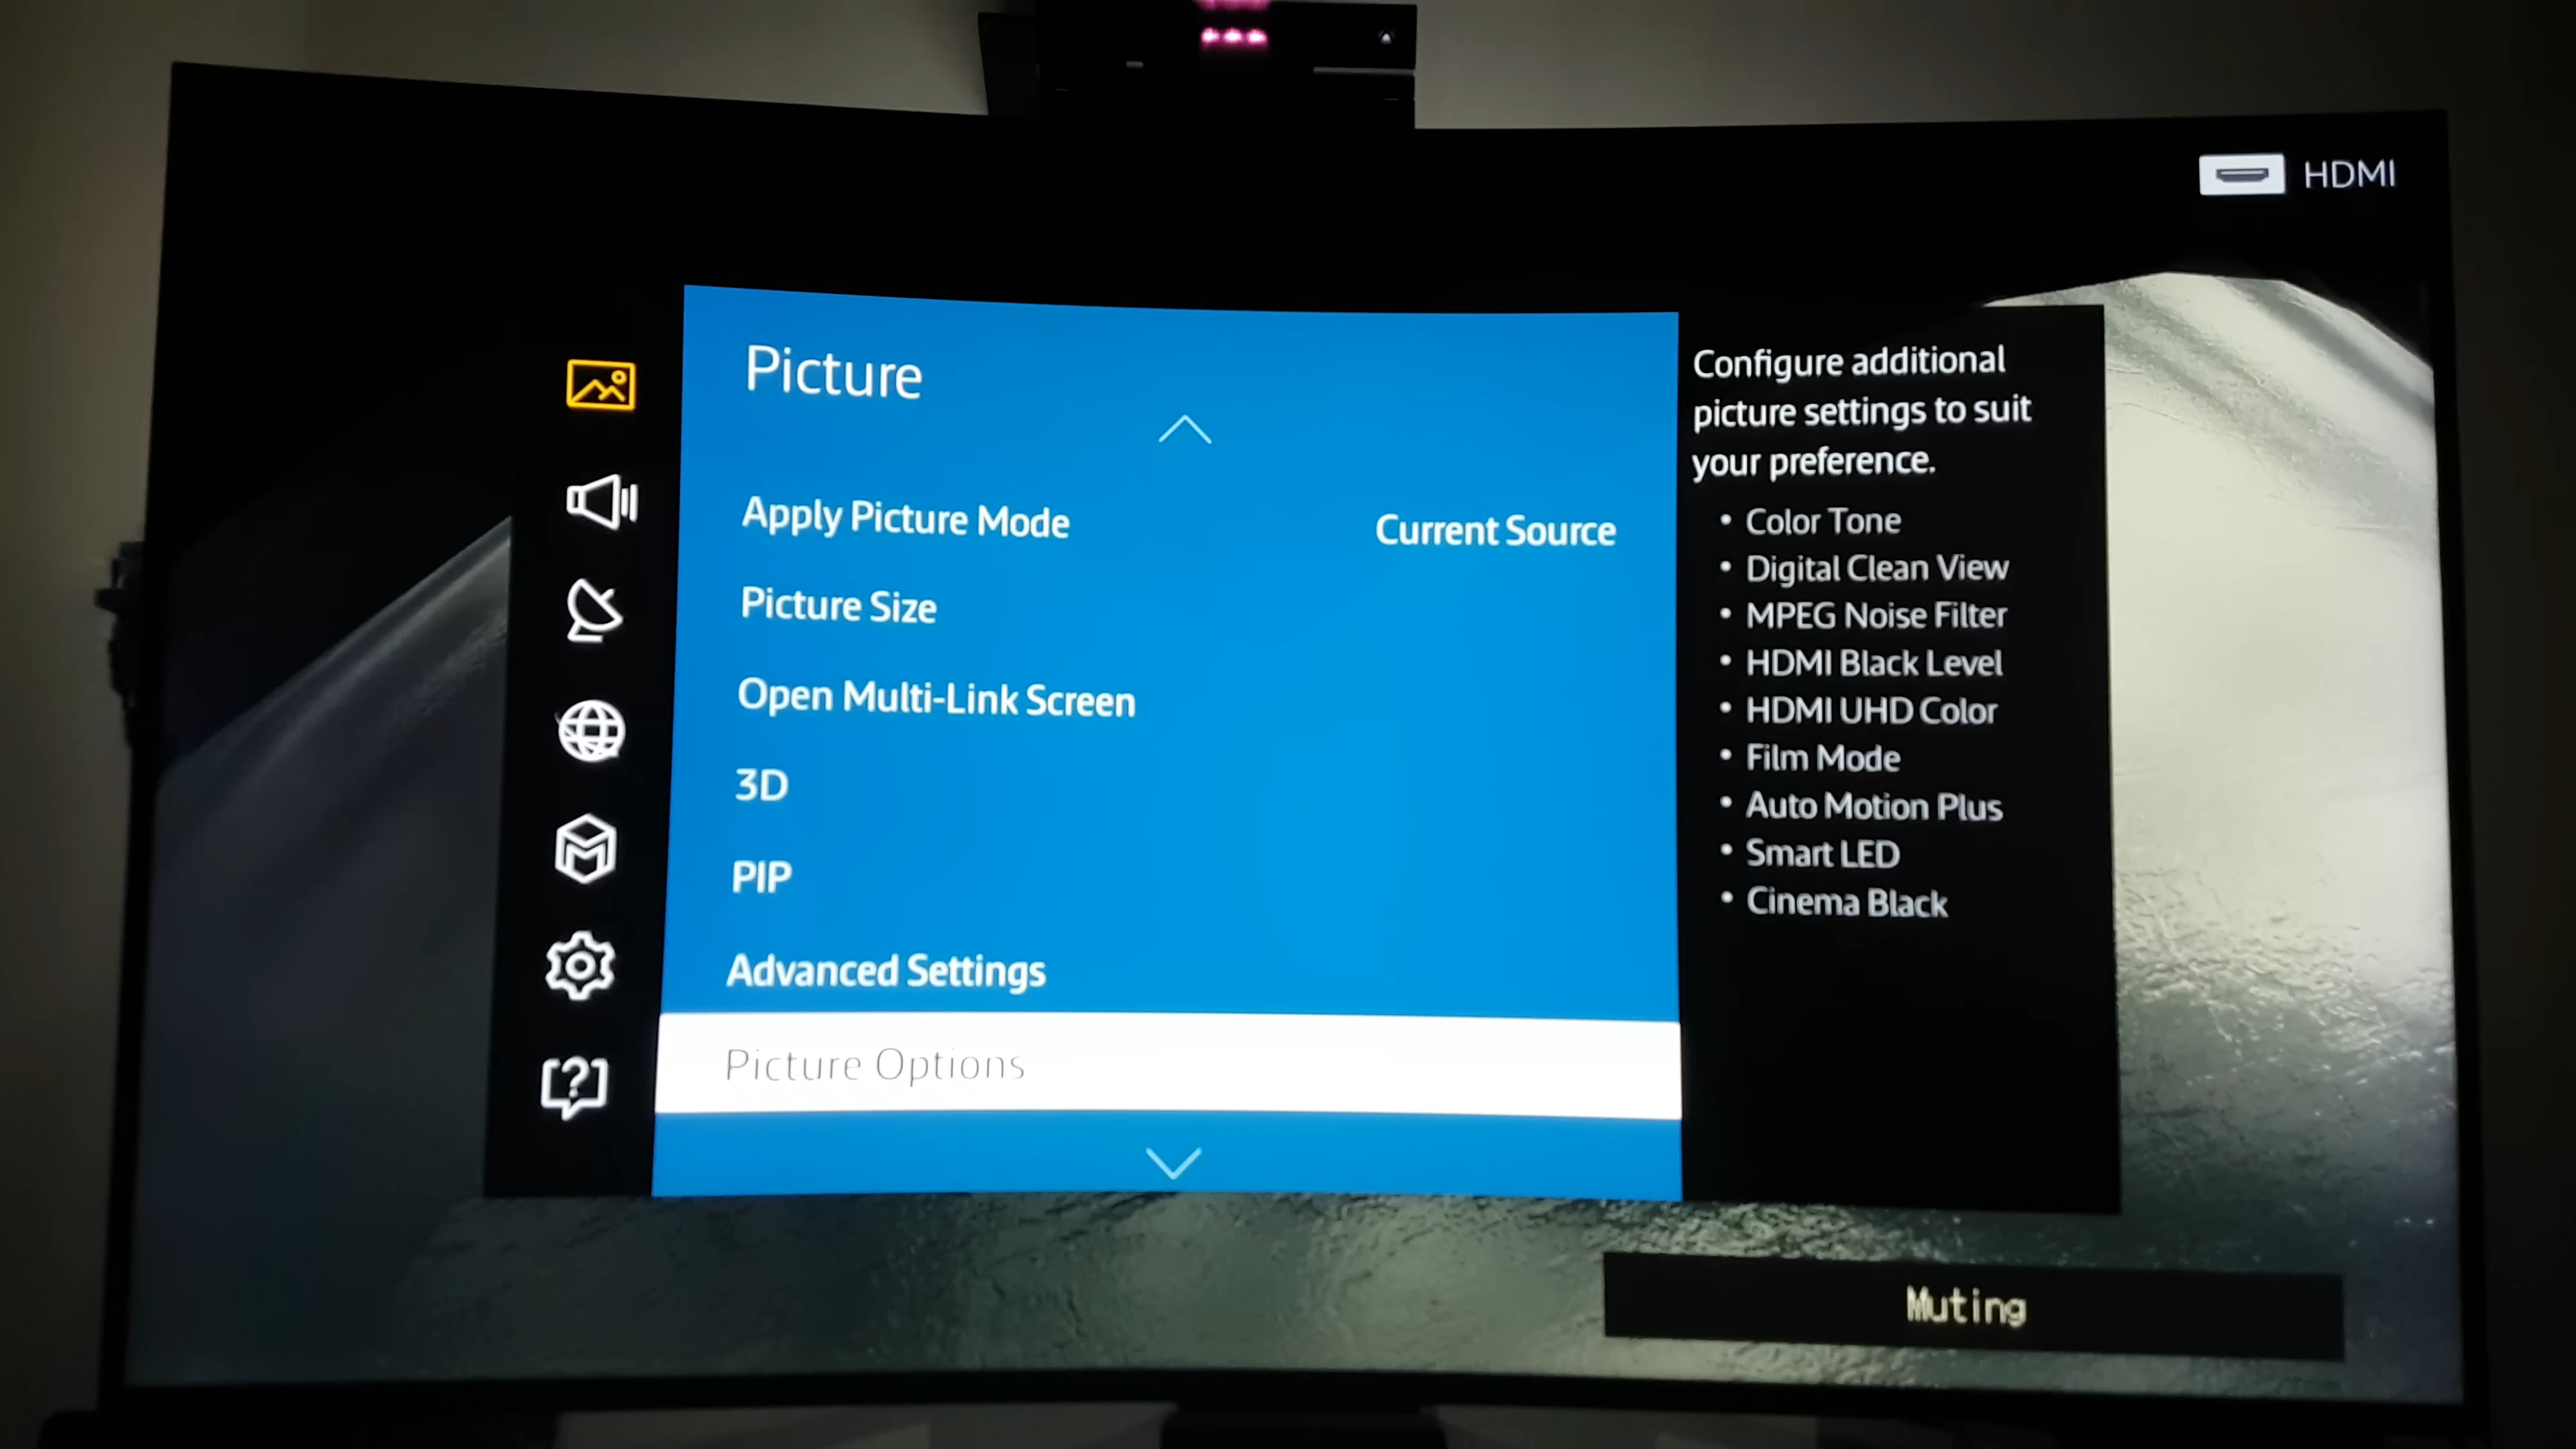 HDMI
Picture
Apply Picture Mode
Current Source
Picture Size
Open Multi-Link Screen
3D
PIP
Advanced Settings
Picture Options
Configure additional
picture settings to suit
your preference.
• Color Tone
• Digital Clean View
• MPEG Noise Filter
• HDMI Black Level
• HDMI UHD Color
• Film Mode
• Auto Motion Plus
• Smart LED
• Cinema Black
Muting